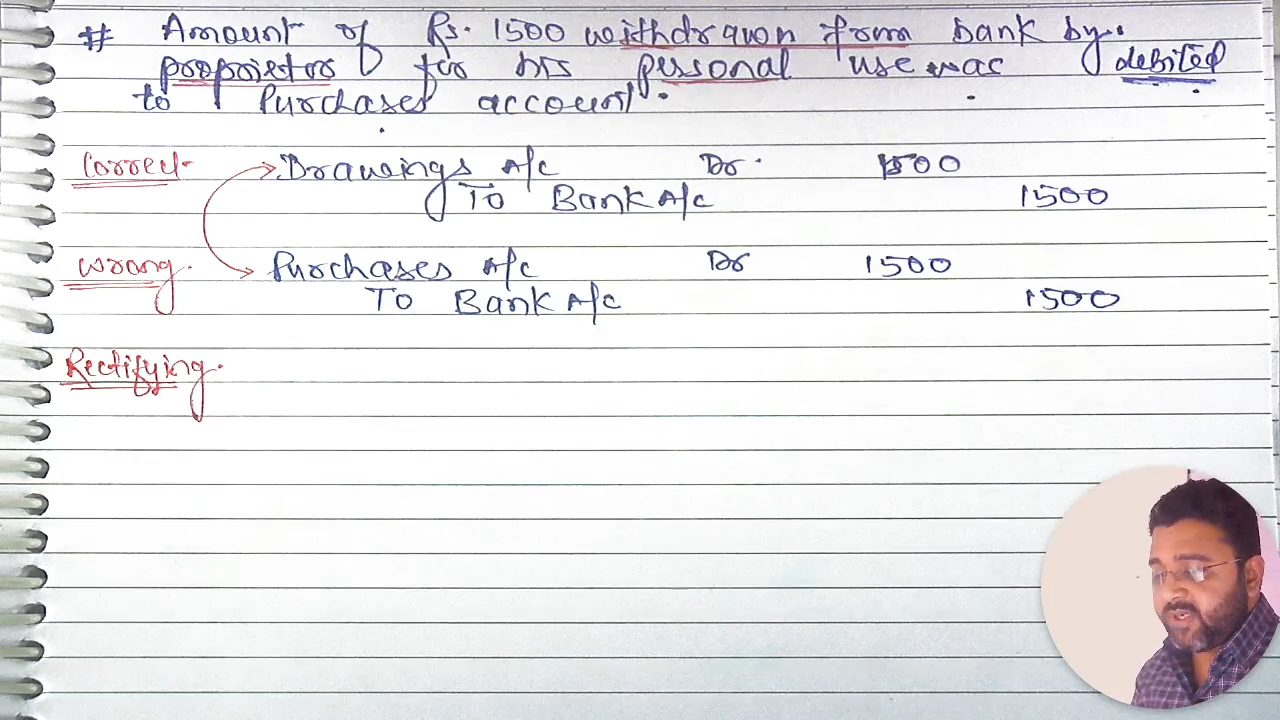 # Amount of Rs. 1500 withdrawn from bank by
proprietor for his personal use was debited
to Purchases account.
Correct Drawings A/c Dr. 1500
To Bank A/c 1500
Wrong. Purchases A/c Dr 1500
To Bank A/c 1500
Rectifying.